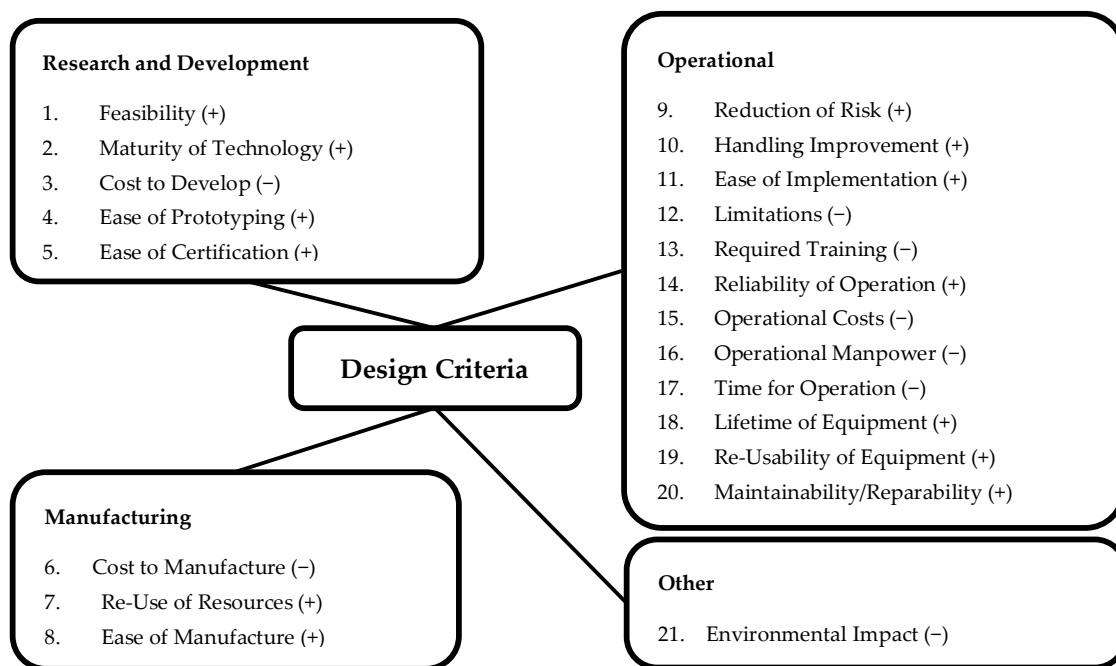 Research and Development
1. Feasibility (+)
2. Maturity of Technology (+)
3. Cost to Develop (−)
4. Ease of Prototyping (+)
5. Ease of Certification (+)
Operational
9. Reduction of Risk (+)
10. Handling Improvement (+)
11. Ease of Implementation (+)
12. Limitations (−)
13. Required Training (−)
14. Reliability of Operation (+)
15. Operational Costs (−)
16. Operational Manpower (−)
17. Time for Operation (−)
18. Lifetime of Equipment (+)
19. Re-Usability of Equipment (+)
20. Maintainability/Reparability (+)
Design Criteria
Manufacturing
6. Cost to Manufacture (−)
7. Re-Use of Resources (+)
8. Ease of Manufacture (+)
Other
21. Environmental Impact (−)